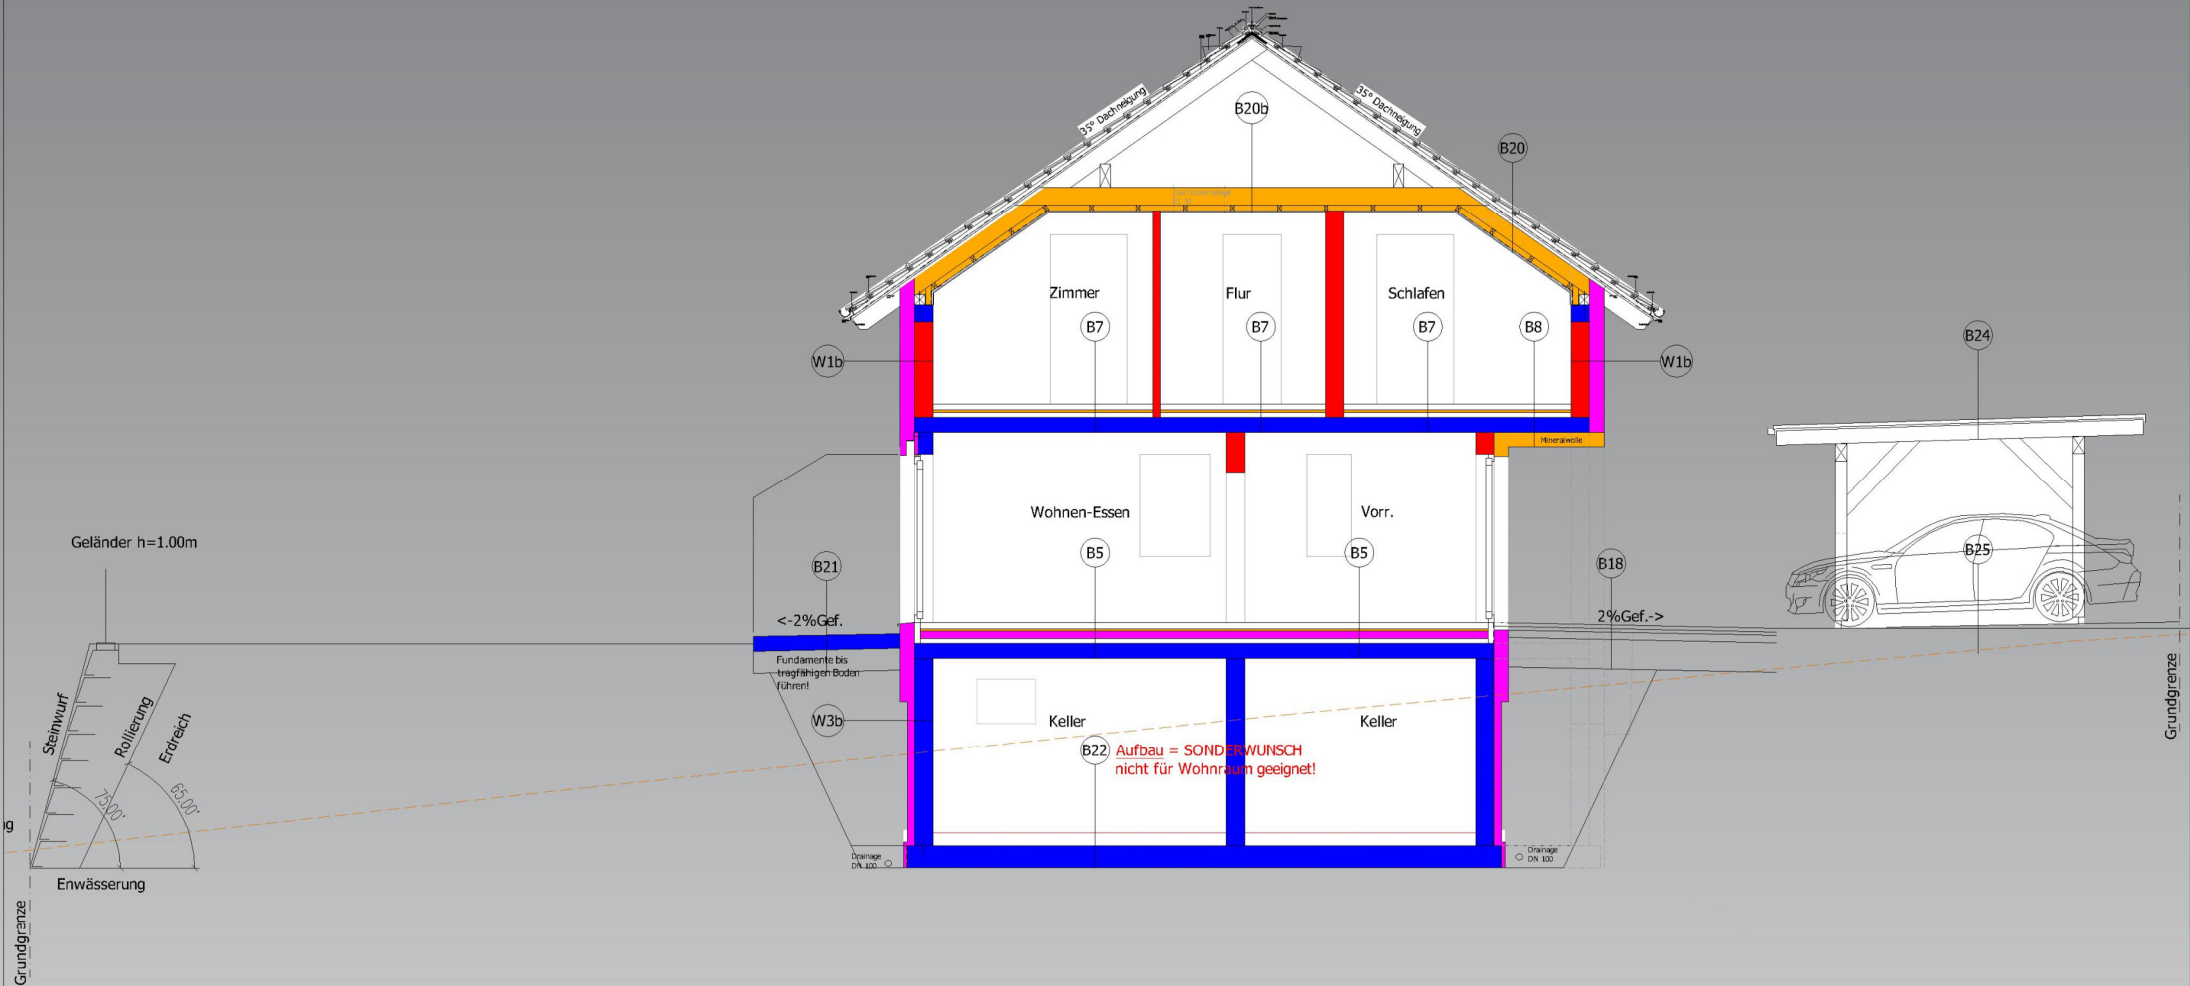 35° Dachneigung
35° Dachneigung
B20b
B20
Zimmer
Flur
Schlafen
B7
B7
B7
B8
W1b
W1b
B24
Mineralwolle
Wohnen-Essen
Vorr.
Geländer h=1.00m
B5
B5
B21
B18
B25
<-2%Gef.
2%Gef.->
Fundamente bis
tragfähigen Boden
führen!
Steinwurf
Rollierung
Erdreich
W3b
Keller
Keller
B22
Aufbau = SONDERWUNSCH
nicht für Wohnraum geeignet!
75.00°
65.00°
Grundgrenze
Drainage
DN 100
Drainage
DN 100
Enwässerung
Grundgrenze